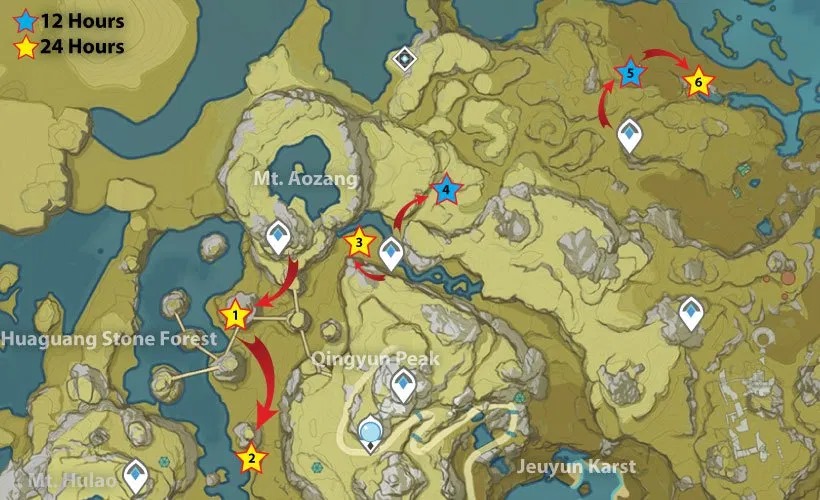 12 Hours
24 Hours
5
6
Mt. Aozang
4
3
1
Huaguang Stone Forest
Qingyun Peak
2
Jeuyun Karst
Mt. Hulao